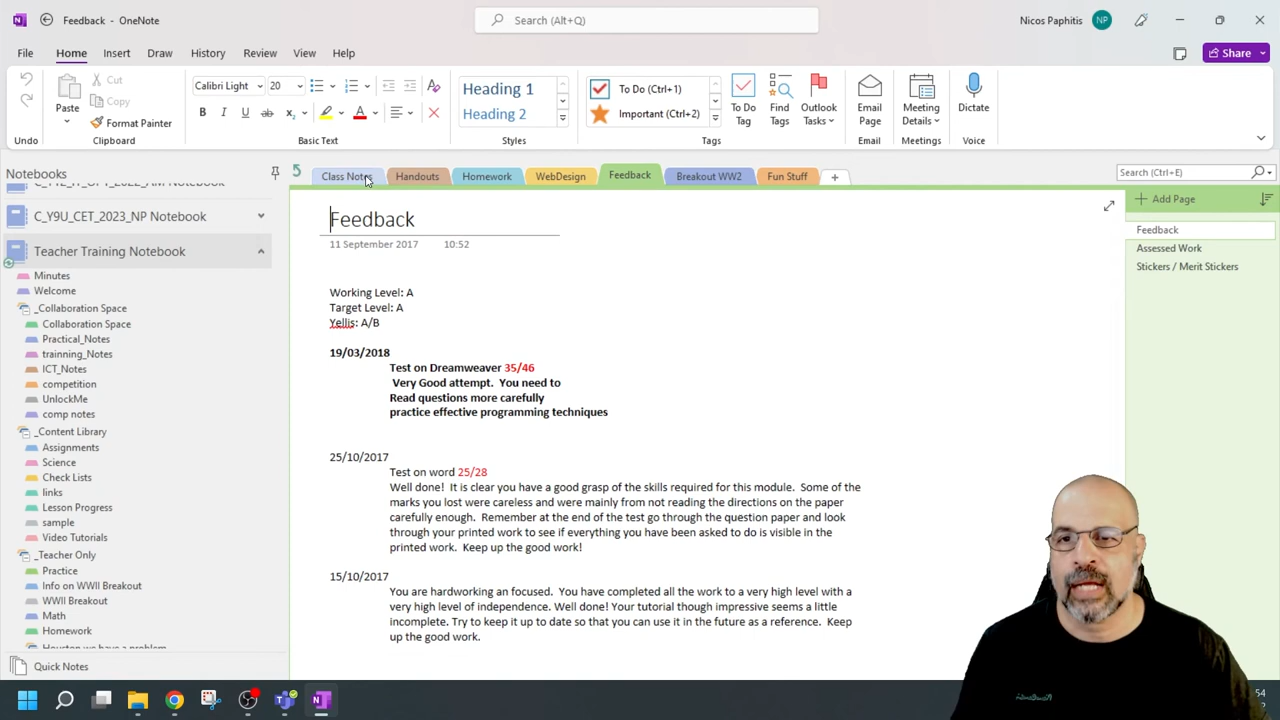 Feedback - OneNote
Search (Alt+Q)
Nicos Paphitis
NP
File Home Insert Draw History Review View Help
Share
Paste
Cut
Copy
Format Painter
Calibri Light 20
B I U ab
Heading 1
Heading 2
To Do (Ctrl+1)
Important (Ctrl+2)
To Do Tag
Find Tags
Outlook Tasks
Email Page
Meeting Details
Dictate
Undo Clipboard Basic Text Styles Tags Email Meetings Voice
Notebooks
Class Notes Handouts Homework WebDesign Feedback Breakout WW2 Fun Stuff
Search (Ctrl+E)
C_Y9U_CET_2023_NP Notebook
Teacher Training Notebook
Minutes
Welcome
_Collaboration Space
Collaboration Space
Practical_Notes
trainning_Notes
ICT_Notes
competition
UnlockMe
comp notes
_Content Library
Assignments
Science
Check Lists
links
Lesson Progress
sample
Video Tutorials
_Teacher Only
Practice
Info on WWII Breakout
WWII Breakout
Math
Homework
Houston we have a problem
Quick Notes
Feedback
11 September 2017 10:52
Working Level: A
Target Level: A
Yellis: A/B
19/03/2018
Test on Dreamweaver 35/46
Very Good attempt. You need to
Read questions more carefully
practice effective programming techniques
25/10/2017
Test on word 25/28
Well done! It is clear you have a good grasp of the skills required for this module. Some of the
marks you lost were careless and were mainly from not reading the directions on the paper
carefully enough. Remember at the end of the test go through the question paper and look
through your printed work to see if everything you have been asked to do is visible in the
printed work. Keep up the good work!
15/10/2017
You are hardworking an focused. You have completed all the work to a very high level with a
very high level of independence. Well done! Your tutorial though impressive seems a little
incomplete. Try to keep it up to date so that you can use it in the future as a reference. Keep
up the good work.
Add Page
Feedback
Assessed Work
Stickers / Merit Stickers